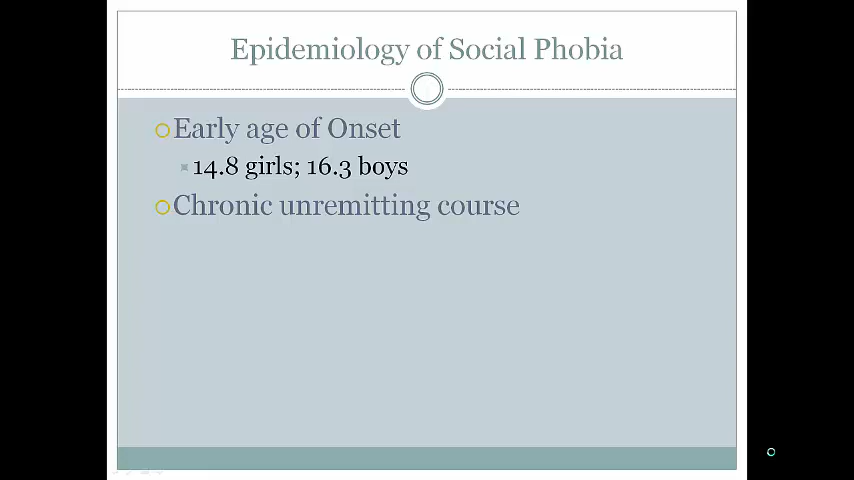 Epidemiology of Social Phobia
Early age of Onset
14.8 girls; 16.3 boys
Chronic unremitting course